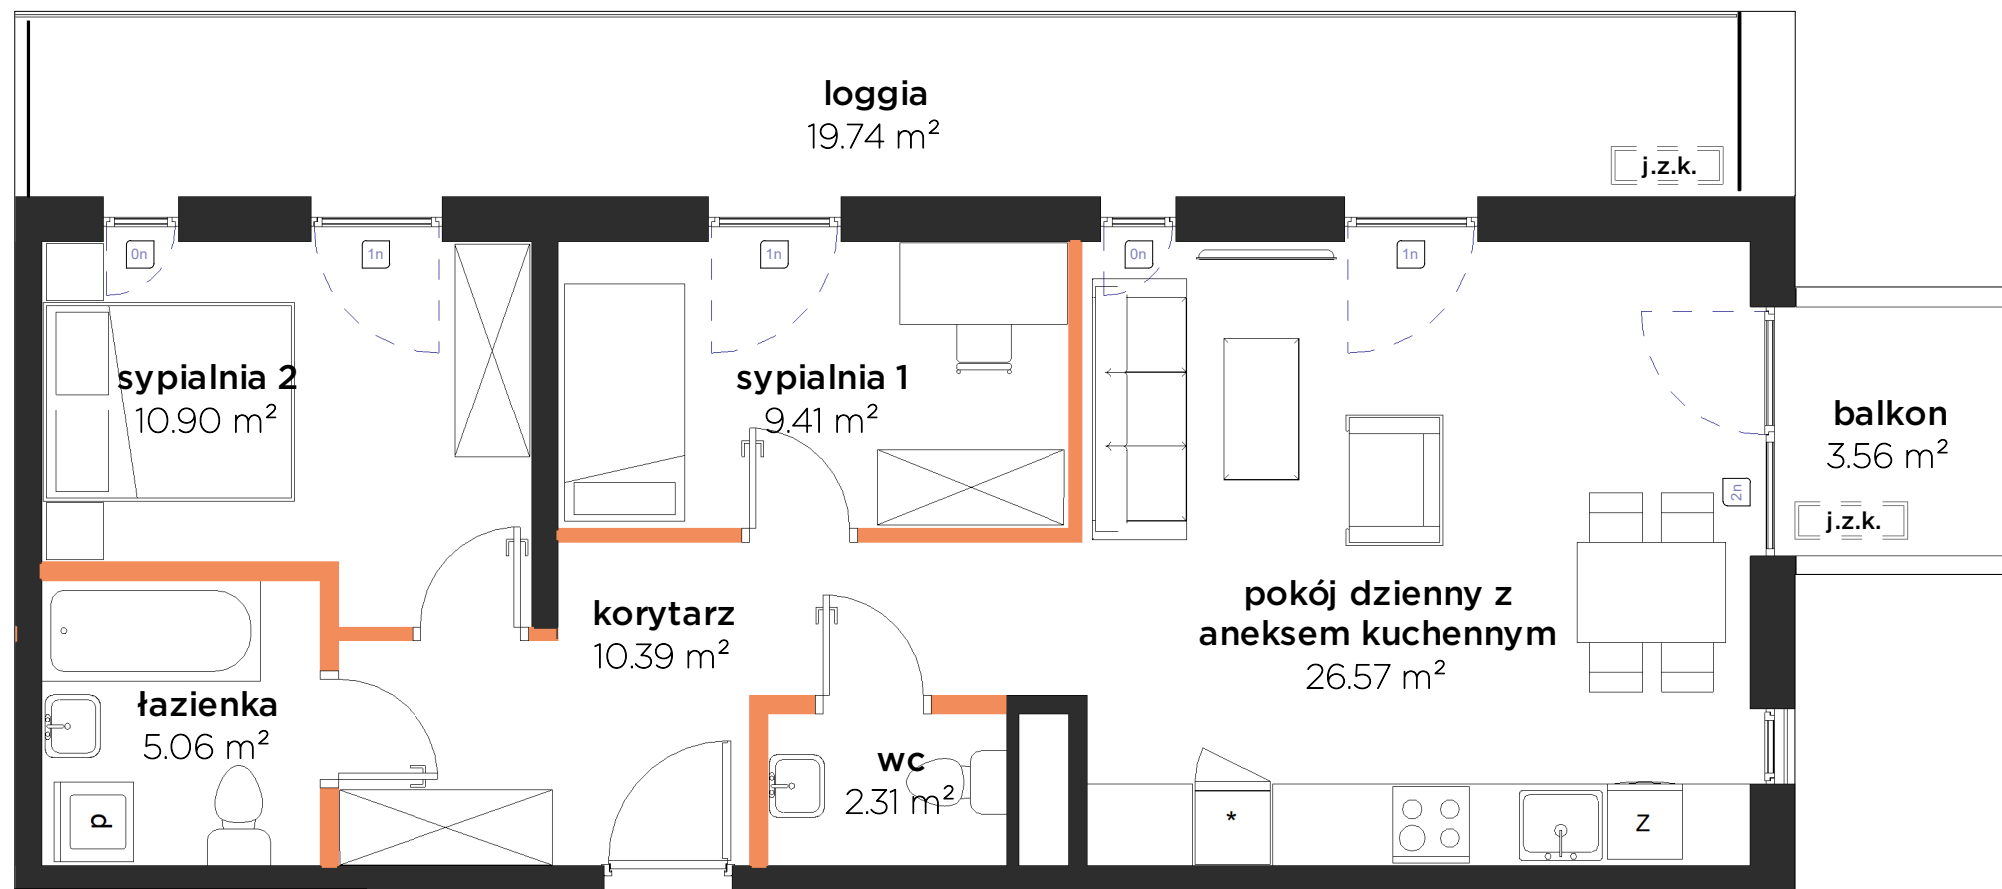 loggia
19.74 m²
j.z.k.
0n
1n
1n
0n
1n
sypialnia 2
10.90 m²
sypialnia 1
9.41 m²
balkon
3.56 m²
2n
j.z.k.
pokój dzienny z
aneksem kuchennym
26.57 m²
korytarz
10.39 m²
łazienka
5.06 m²
wc
2.31 m²
p
*
Z